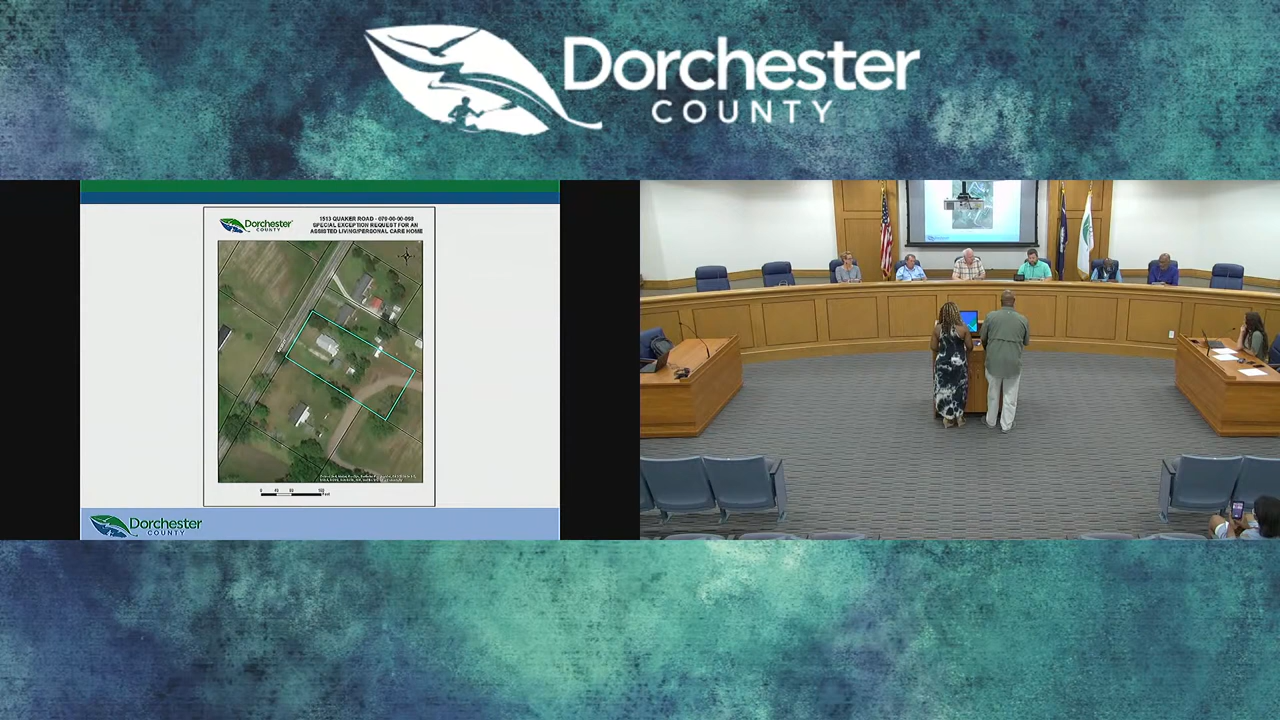 Dorchester
COUNTY
Dorchester
COUNTY
1513 QUAKER ROAD - 070-00-00-098
SPECIAL EXCEPTION REQUEST FOR AN
ASSISTED LIVING/PERSONAL CARE HOME
Dorchester
COUNTY